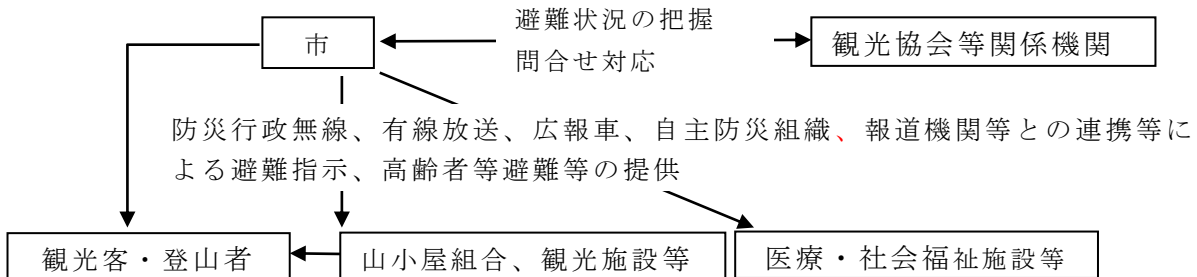 避難状況の把握
市
観光協会等関係機関
問合せ対応
防災行政無線、有線放送、広報車、自主防災組織、報道機関等との連携等に
よる避難指示、高齢者等避難等の提供
観光客・登山者
山小屋組合、観光施設等
医療・社会福祉施設等